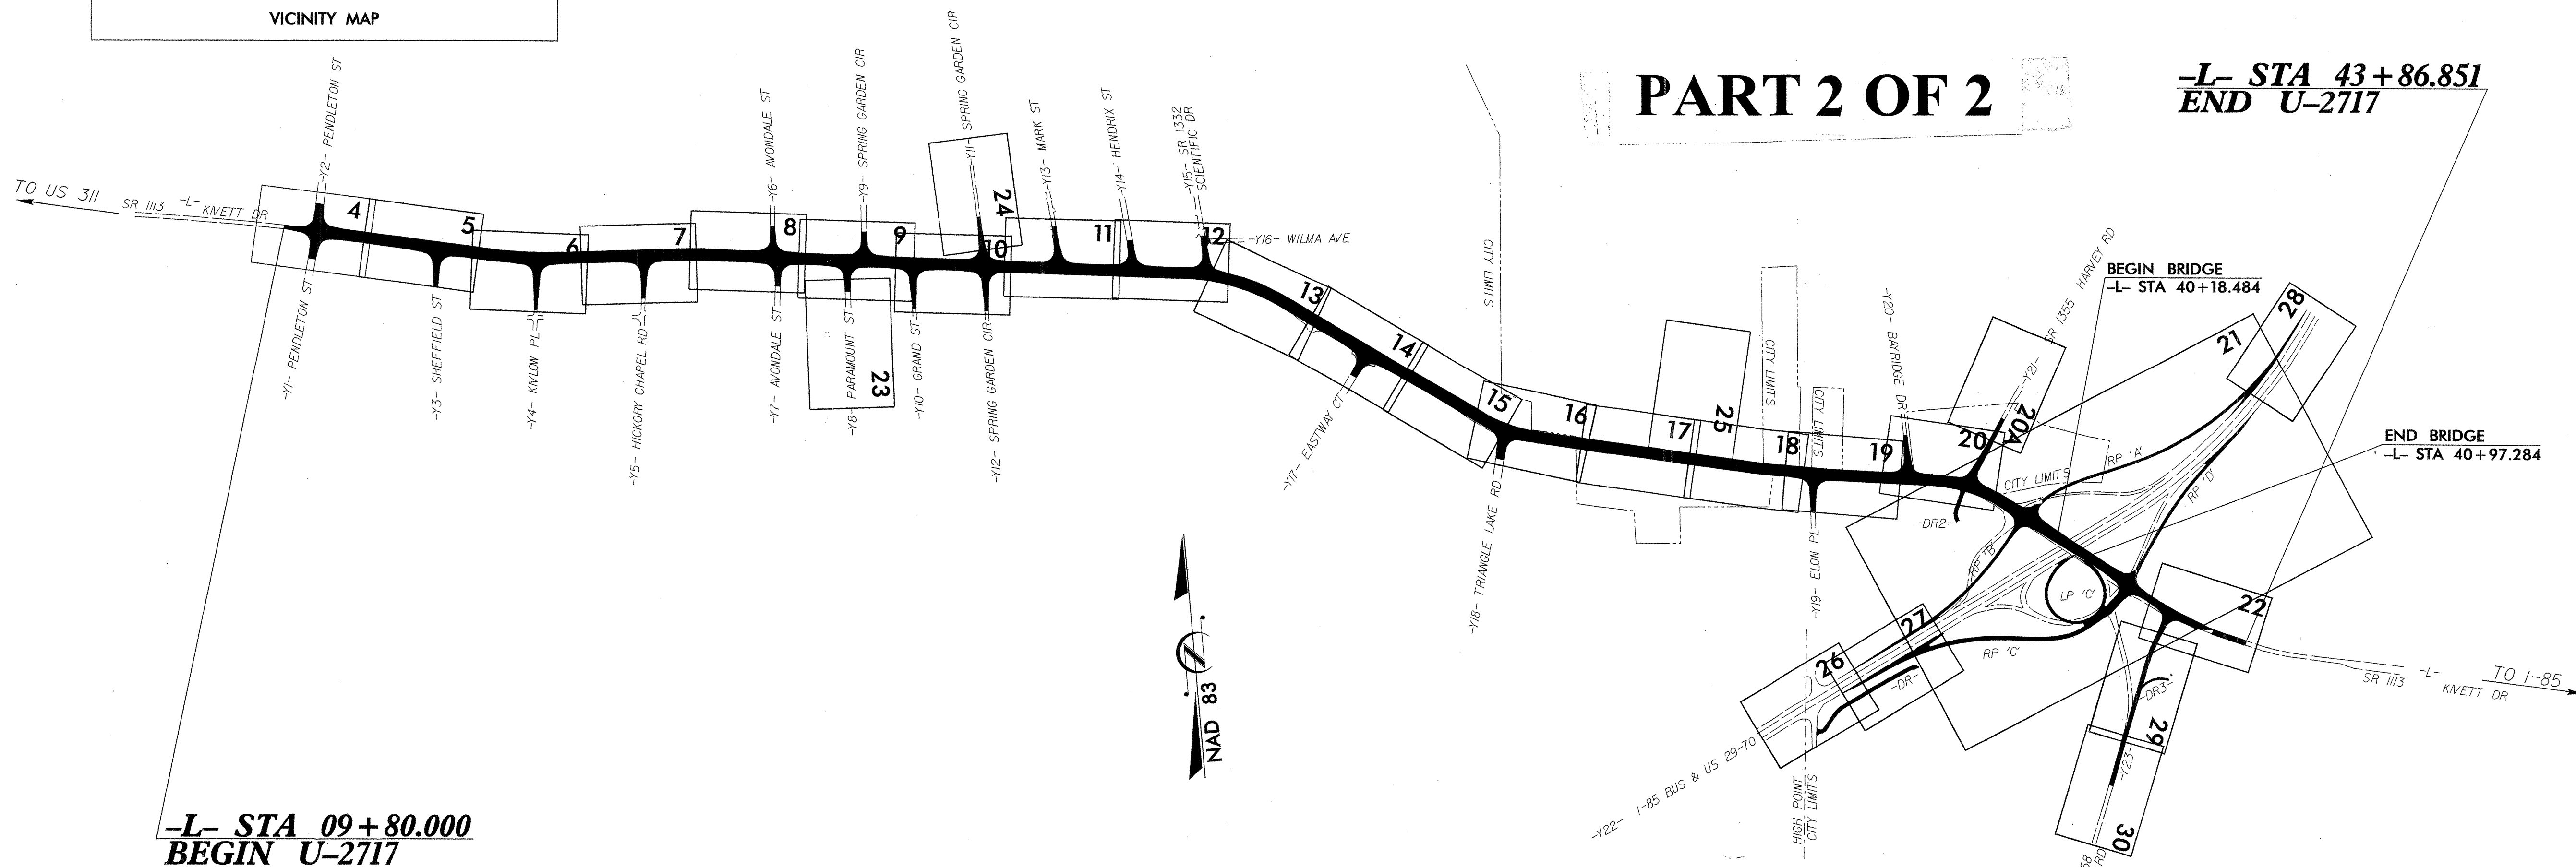 VICINITY MAP
PART 2 OF 2
-L- STA 43+86.851
END U-2717
TO US 311
SR 1113 -L- KIVETT DR
-Y2- PENDLETON ST
-Y6- AVONDALE ST
-Y9- SPRING GARDEN CIR
-Y11- SPRING GARDEN CIR
-Y13- MARK ST
-Y14- HENDRIX ST
-Y15- SR 1332
SCIENTIFIC DR
-Y16- WILMA AVE
4
5
6
7
8
9
24
10
11
12
13
14
15
16
17
25
18
19
20
20A
21
28
23
-Y1- PENDLETON ST
-Y3- SHEFFIELD ST
-Y4- KIVLOW PL
-Y5- HICKORY CHAPEL RD
-Y7- AVONDALE ST
-Y8- PARAMOUNT ST
-Y10- GRAND ST
-Y12- SPRING GARDEN CIR
-Y17- EASTWAY CT
-Y18- TRIANGLE LAKE RD
CITY LIMITS
CITY LIMITS
CITY LIMITS
-Y19- ELON PL
-Y20- BAYRIDGE DR
-Y21- SR 1355 HARVEY RD
BEGIN BRIDGE
-L- STA 40+18.484
END BRIDGE
-L- STA 40+97.284
CITY LIMITS
RP 'A'
RP 'D'
-DR2-
RP 'B'
LP 'C'
RP 'C'
22
27
26
-DR-
-DR3-
29
-Y23-
30
SR 1113 -L- KIVETT DR
TO I-85
-Y22- I-85 BUS & US 29-70
HIGH POINT
CITY LIMITS
NAD 83
-L- STA 09+80.000
BEGIN U-2717
58
RD